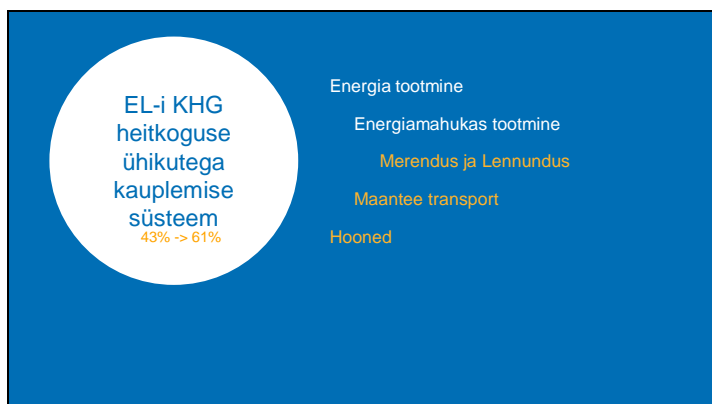 EL-i KHG
heitkoguse
ühikutega
kauplemise
süsteem
43% -> 61%
Energia tootmine
Energiamahukas tootmine
Merendus ja Lennundus
Maantee transport
Hooned